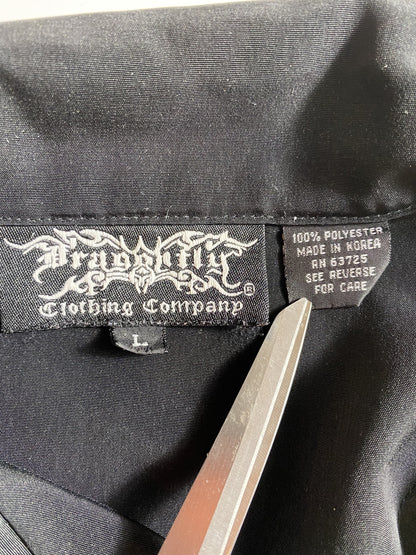 Dragonfly
®
Clothing Company
L
100% POLYESTER
MADE IN KOREA
RN 63725
SEE REVERSE
FOR CARE